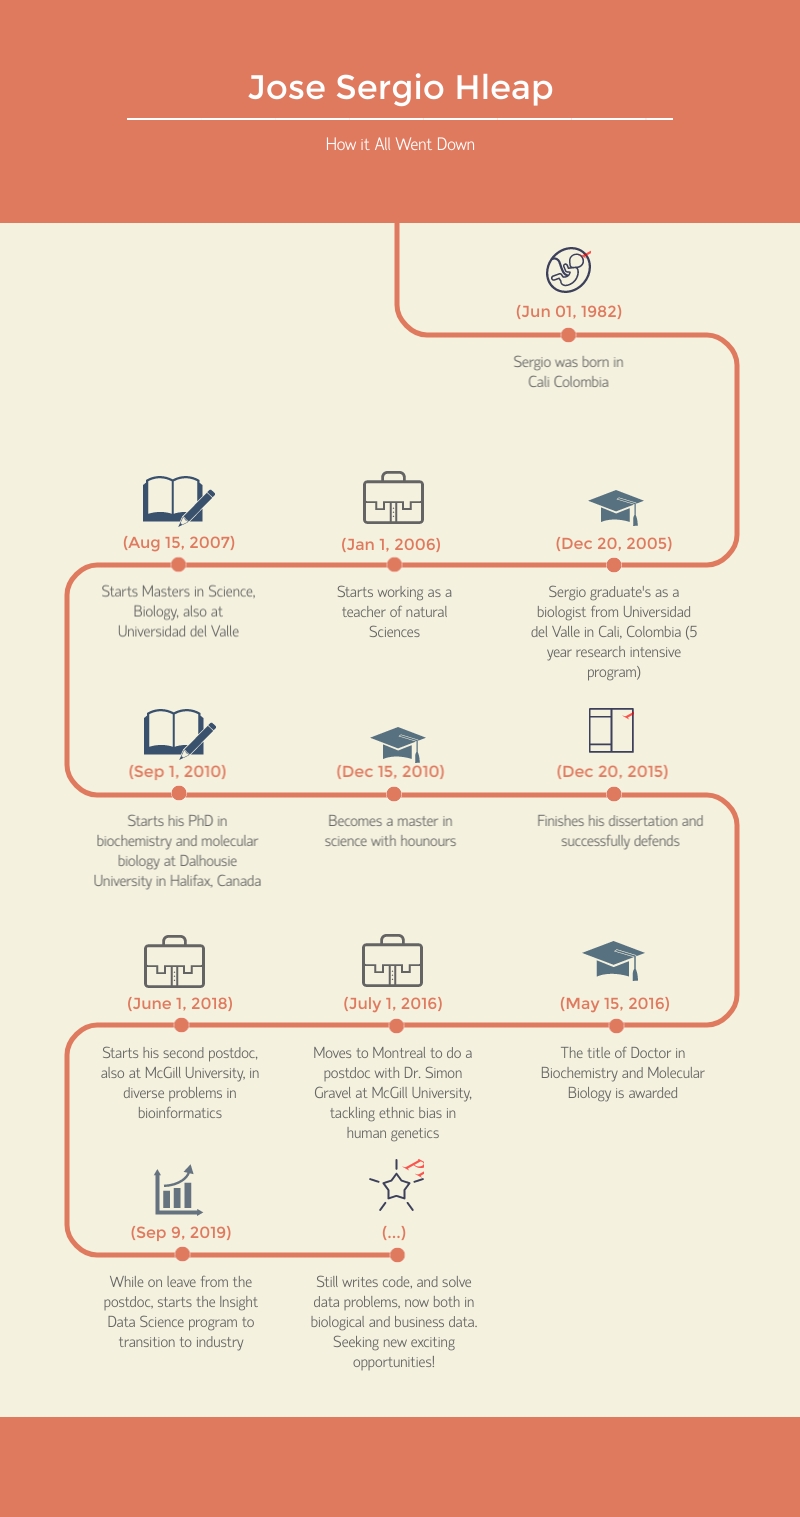 Jose Sergio Hleap
How it All Went Down
(Jun 01, 1982)
Sergio was born in
Cali Colombia
(Dec 20, 2005)
Sergio graduate's as a
biologist from Universidad
del Valle in Cali, Colombia (5
year research intensive
program)
(Jan 1, 2006)
Starts working as a
teacher of natural
Sciences
(Aug 15, 2007)
Starts Masters in Science,
Biology, also at
Universidad del Valle
(Sep 1, 2010)
Starts his PhD in
biochemistry and molecular
biology at Dalhousie
University in Halifax, Canada
(Dec 15, 2010)
Becomes a master in
science with hounours
(Dec 20, 2015)
Finishes his dissertation and
successfully defends
(May 15, 2016)
The title of Doctor in
Biochemistry and Molecular
Biology is awarded
(July 1, 2016)
Moves to Montreal to do a
postdoc with Dr. Simon
Gravel at McGill University,
tackling ethnic bias in
human genetics
(June 1, 2018)
Starts his second postdoc,
also at McGill University, in
diverse problems in
bioinformatics
(Sep 9, 2019)
While on leave from the
postdoc, starts the Insight
Data Science program to
transition to industry
(...)
Still writes code, and solve
data problems, now both in
biological and business data.
Seeking new exciting
opportunities!